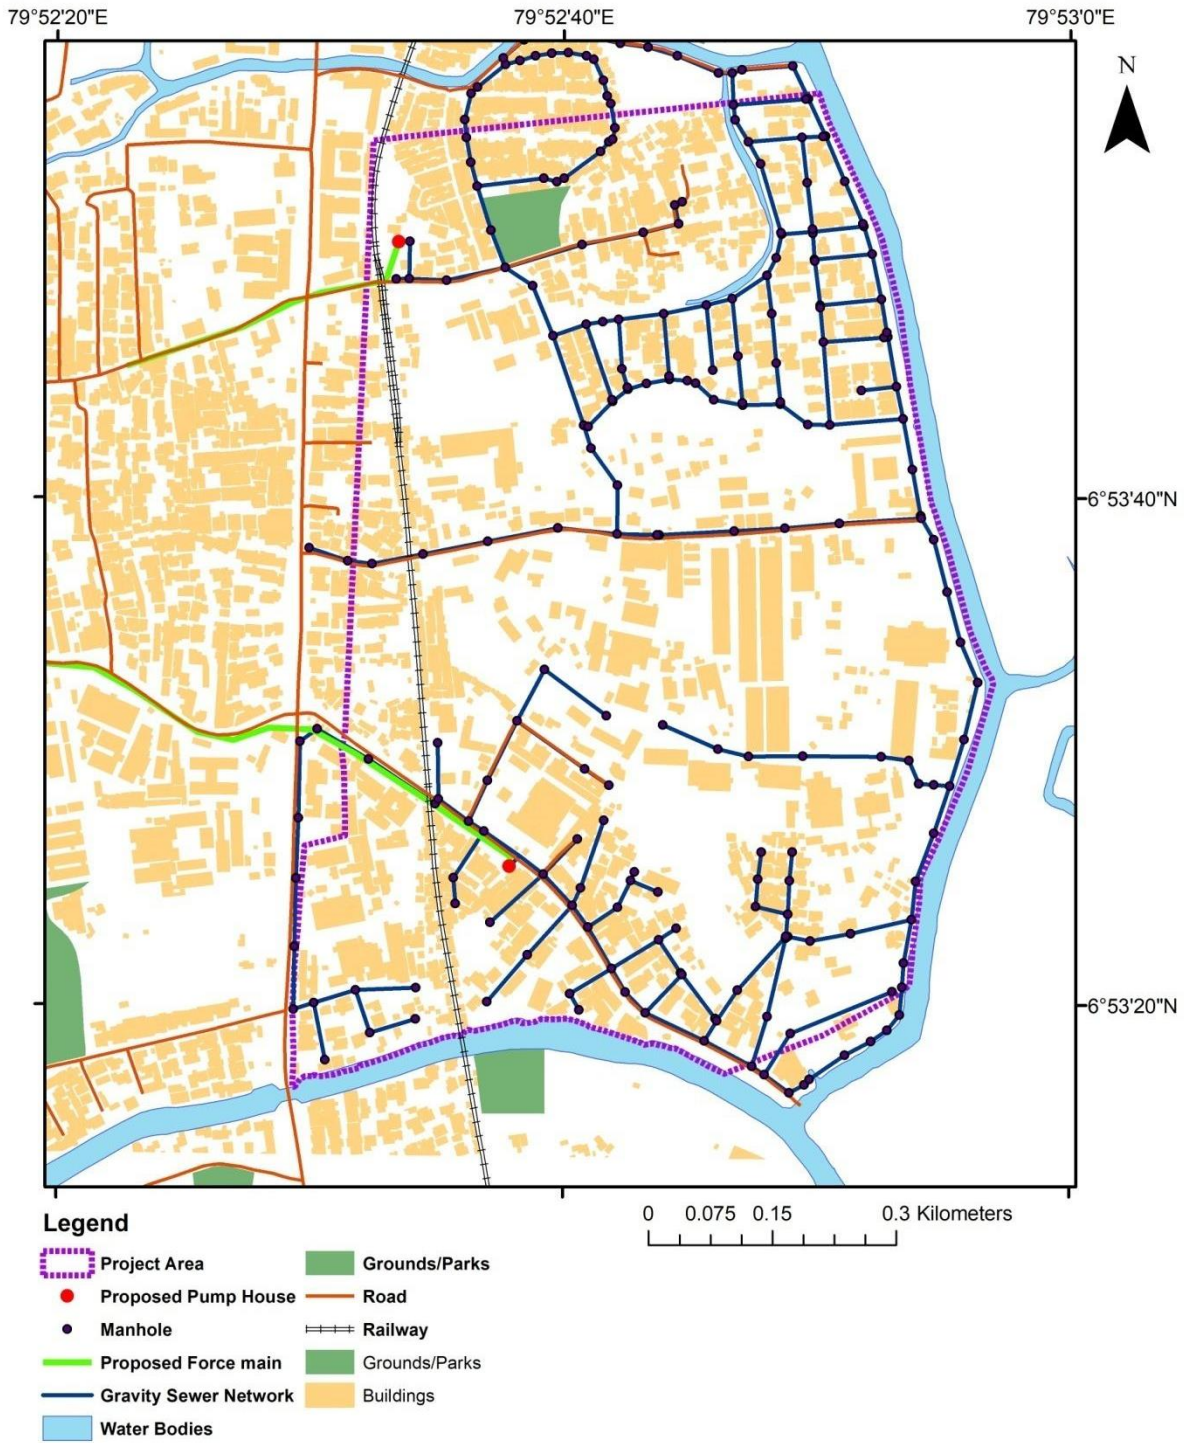 79°52'20"E 79°52'40"E 79°53'0"E
N
6°53'40"N
6°53'20"N
0 0.075 0.15 0.3 Kilometers
Legend
Project Area Grounds/Parks
Proposed Pump House Road
Manhole Railway
Proposed Force main Grounds/Parks
Gravity Sewer Network Buildings
Water Bodies